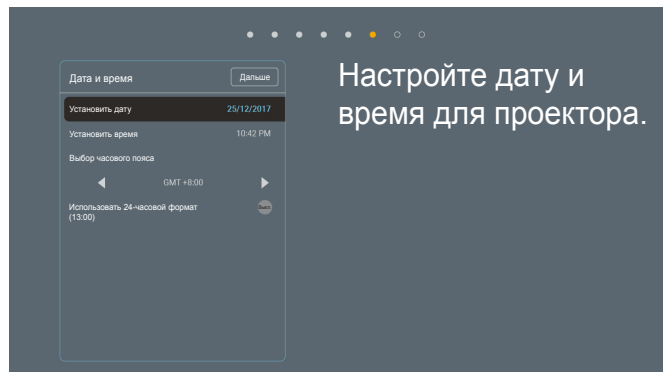 Дата и время
Дальше
Установить дату
25/12/2017
Установить время
10:42 PM
Выбор часового пояса
GMT +8:00
Использовать 24-часовой формат
(13:00)
Настройте дату и
время для проектора.